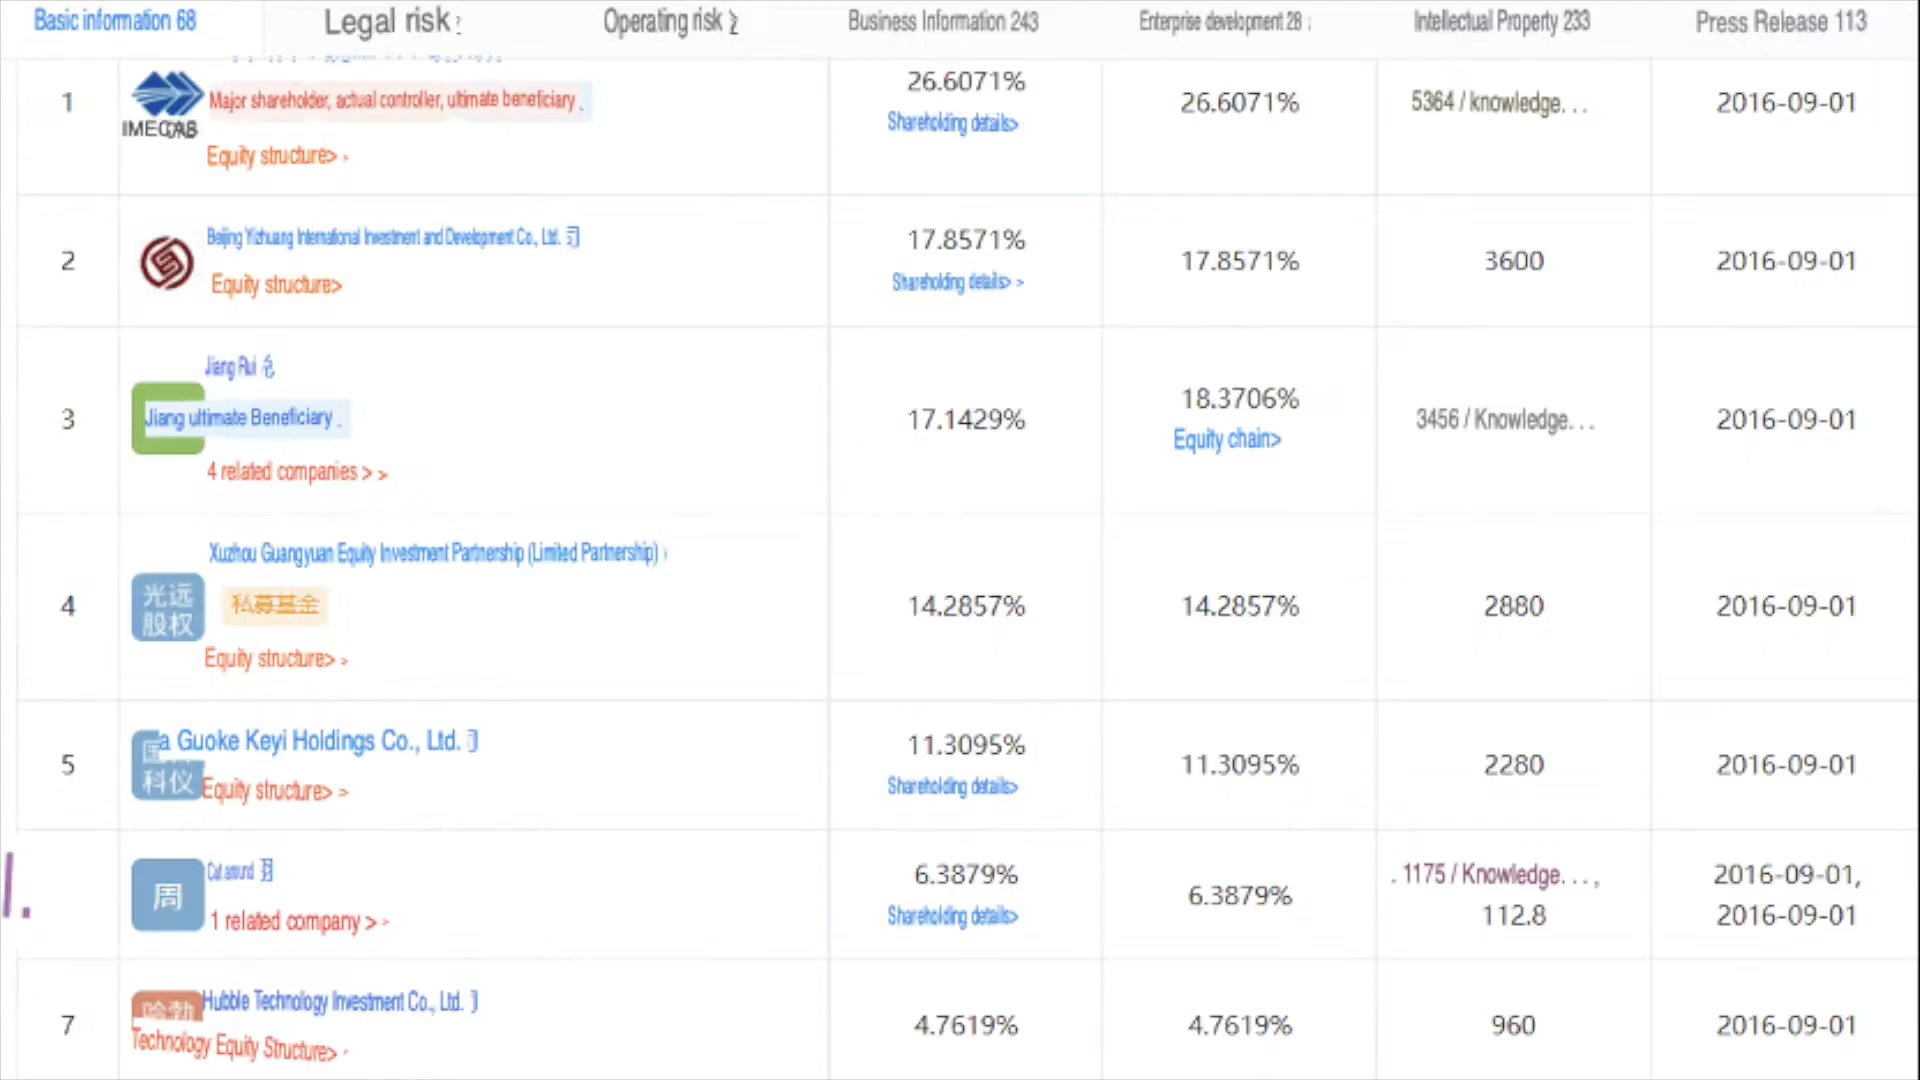 Basic information 68
Legal risk
Operating risk
Business Information 243
Enterprise development 28
Intellectual Property 233
Press Release 113
1
IMECAS
Major shareholder, actual controller, ultimate beneficiary
Equity structure> >
26.6071%
Shareholding details>
26.6071%
5364 / knowledge. . .
2016-09-01
2
Beijing Yizhuang International Investment and Development Co., Ltd. 司
Equity structure>
17.8571%
Shareholding details> >
17.8571%
3600
2016-09-01
3
Jiang Rui
Jiang ultimate Beneficiary
4 related companies > >
17.1429%
18.3706%
Equity chain>
3456 / Knowledge. . .
2016-09-01
4
光远
股权
Xuzhou Guangyuan Equity Investment Partnership (Limited Partnership)
私募基金
Equity structure> >
14.2857%
14.2857%
2880
2016-09-01
5
科仪
a Guoke Keyi Holdings Co., Ltd.
Equity structure> >
11.3095%
Shareholding details>
11.3095%
2280
2016-09-01
周
Cut around
1 related company > >
6.3879%
Shareholding details>
6.3879%
. 1175 / Knowledge. . . ,
112.8
2016-09-01,
2016-09-01
7
哈勃
Hubble Technology Investment Co., Ltd.
Technology Equity Structure>
4.7619%
4.7619%
960
2016-09-01